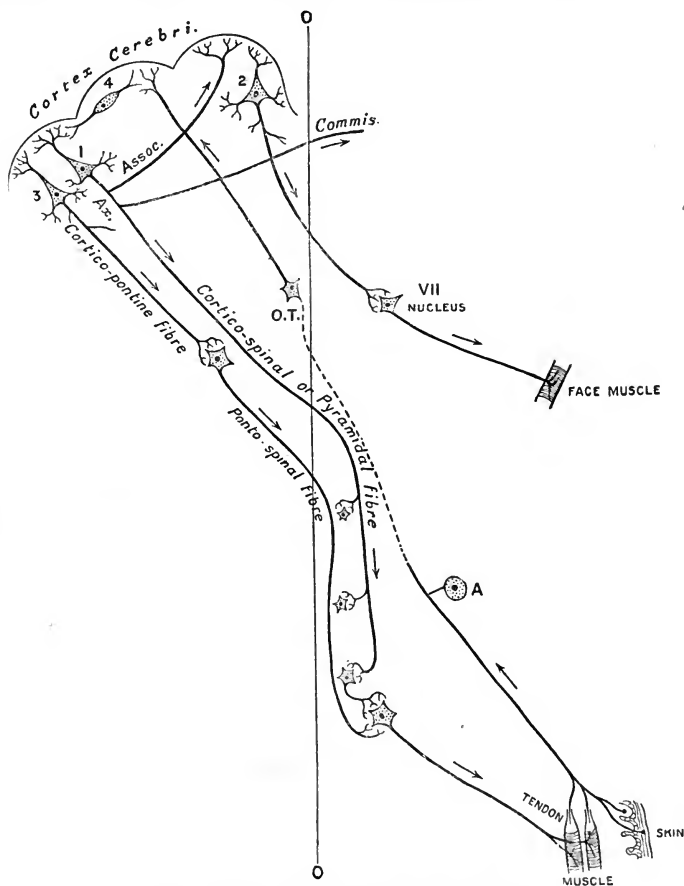 O
Cortex Cerebri.
4
2
1
3
Assoc.
Commis.
Ax.
Cortico-pontine fibre
Cortico-spinal or Pyramidal fibre
O.T.
VII
NUCLEUS
FACE MUSCLE
Ponto-spinal fibre
A
TENDON
SKIN
MUSCLE
O